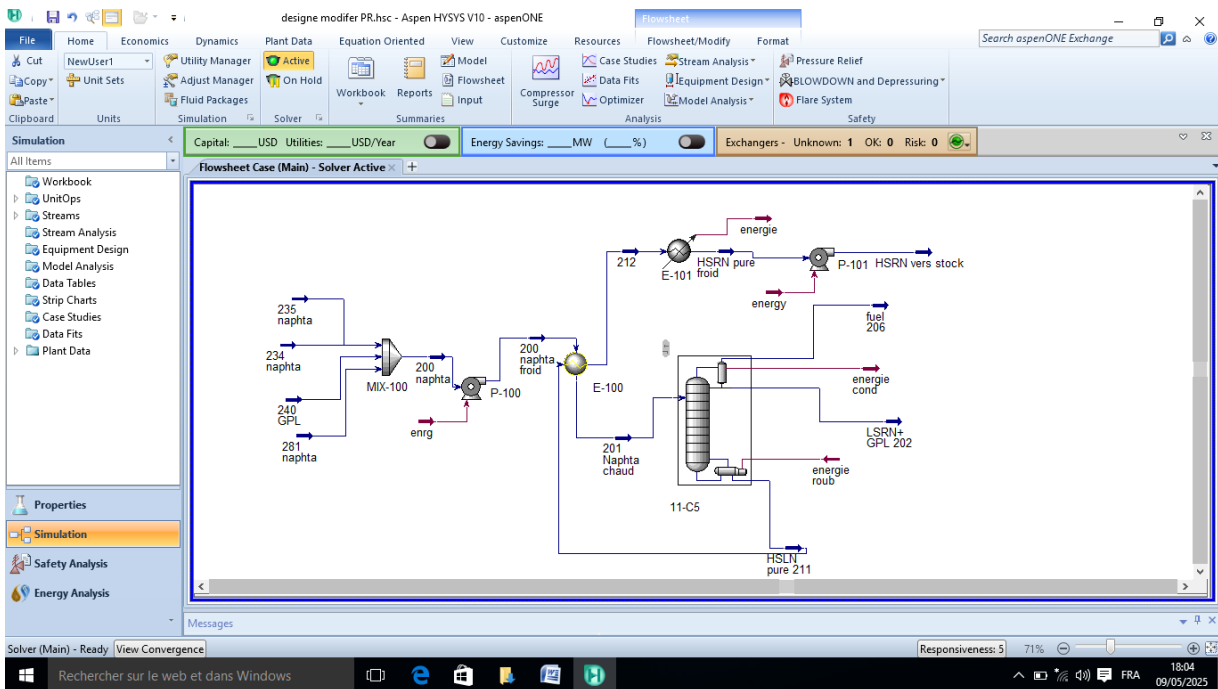 designe modifer PR.hsc - Aspen HYSYS V10 - aspenONE
Flowsheet
File Home Economics Dynamics Plant Data Equation Oriented View Customize Resources Flowsheet/Modify Format
Search aspenONE Exchange
Cut
Copy
Paste
Clipboard
NewUser1
Unit Sets
Units
Utility Manager
Adjust Manager
Fluid Packages
Simulation
Active
On Hold
Solver
Workbook
Reports
Model
Flowsheet
Input
Summaries
Compressor Surge
Case Studies
Data Fits
Optimizer
Stream Analysis
Equipment Design
Model Analysis
Analysis
Pressure Relief
BLOWDOWN and Depressuring
Flare System
Safety
Simulation
All Items
Workbook
UnitOps
Streams
Stream Analysis
Equipment Design
Model Analysis
Data Tables
Strip Charts
Case Studies
Data Fits
Plant Data
Properties
Simulation
Safety Analysis
Energy Analysis
Capital: ____USD Utilities: ____USD/Year
Energy Savings: ____MW (____%)
Exchangers - Unknown: 1 OK: 0 Risk: 0
Flowsheet Case (Main) - Solver Active
235
naphta
234
naphta
240
GPL
281
naphta
MIX-100
200
naphta
enrg
P-100
200
naphta
froid
E-100
201
Naphta
chaud
212
E-101
energie
HSRN pure
froid
energy
P-101
HSRN vers stock
fuel
206
energie
cond
LSRN+
GPL 202
energie
roub
11-C5
HSLN
pure 211
Messages
Solver (Main) - Ready View Convergence
Responsiveness: 5 71%
Rechercher sur le web et dans Windows
FRA
18:04
09/05/2025